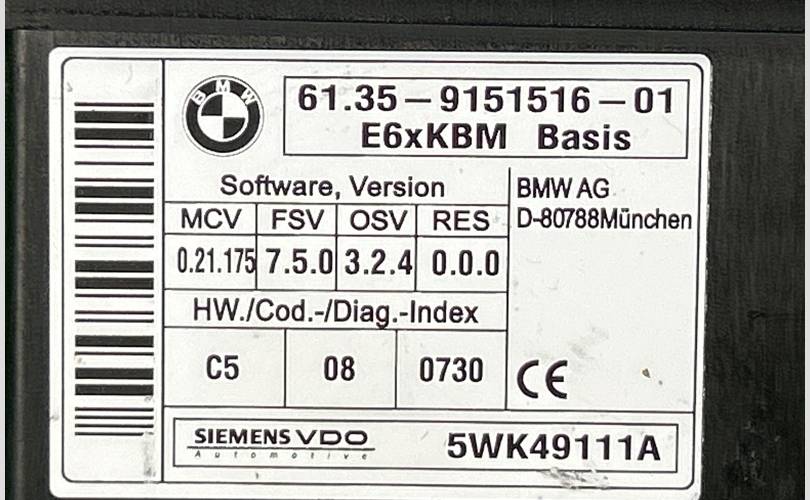 BMW
61.35 – 9151516 – 01
E6xKBM Basis
Software, Version
MCV FSV OSV RES
0.21.175 7.5.0 3.2.4 0.0.0
BMW AG
D-80788München
HW./Cod.-/Diag.-Index
C5 08 0730
CE
SIEMENS VDO
Automotive
5WK49111A